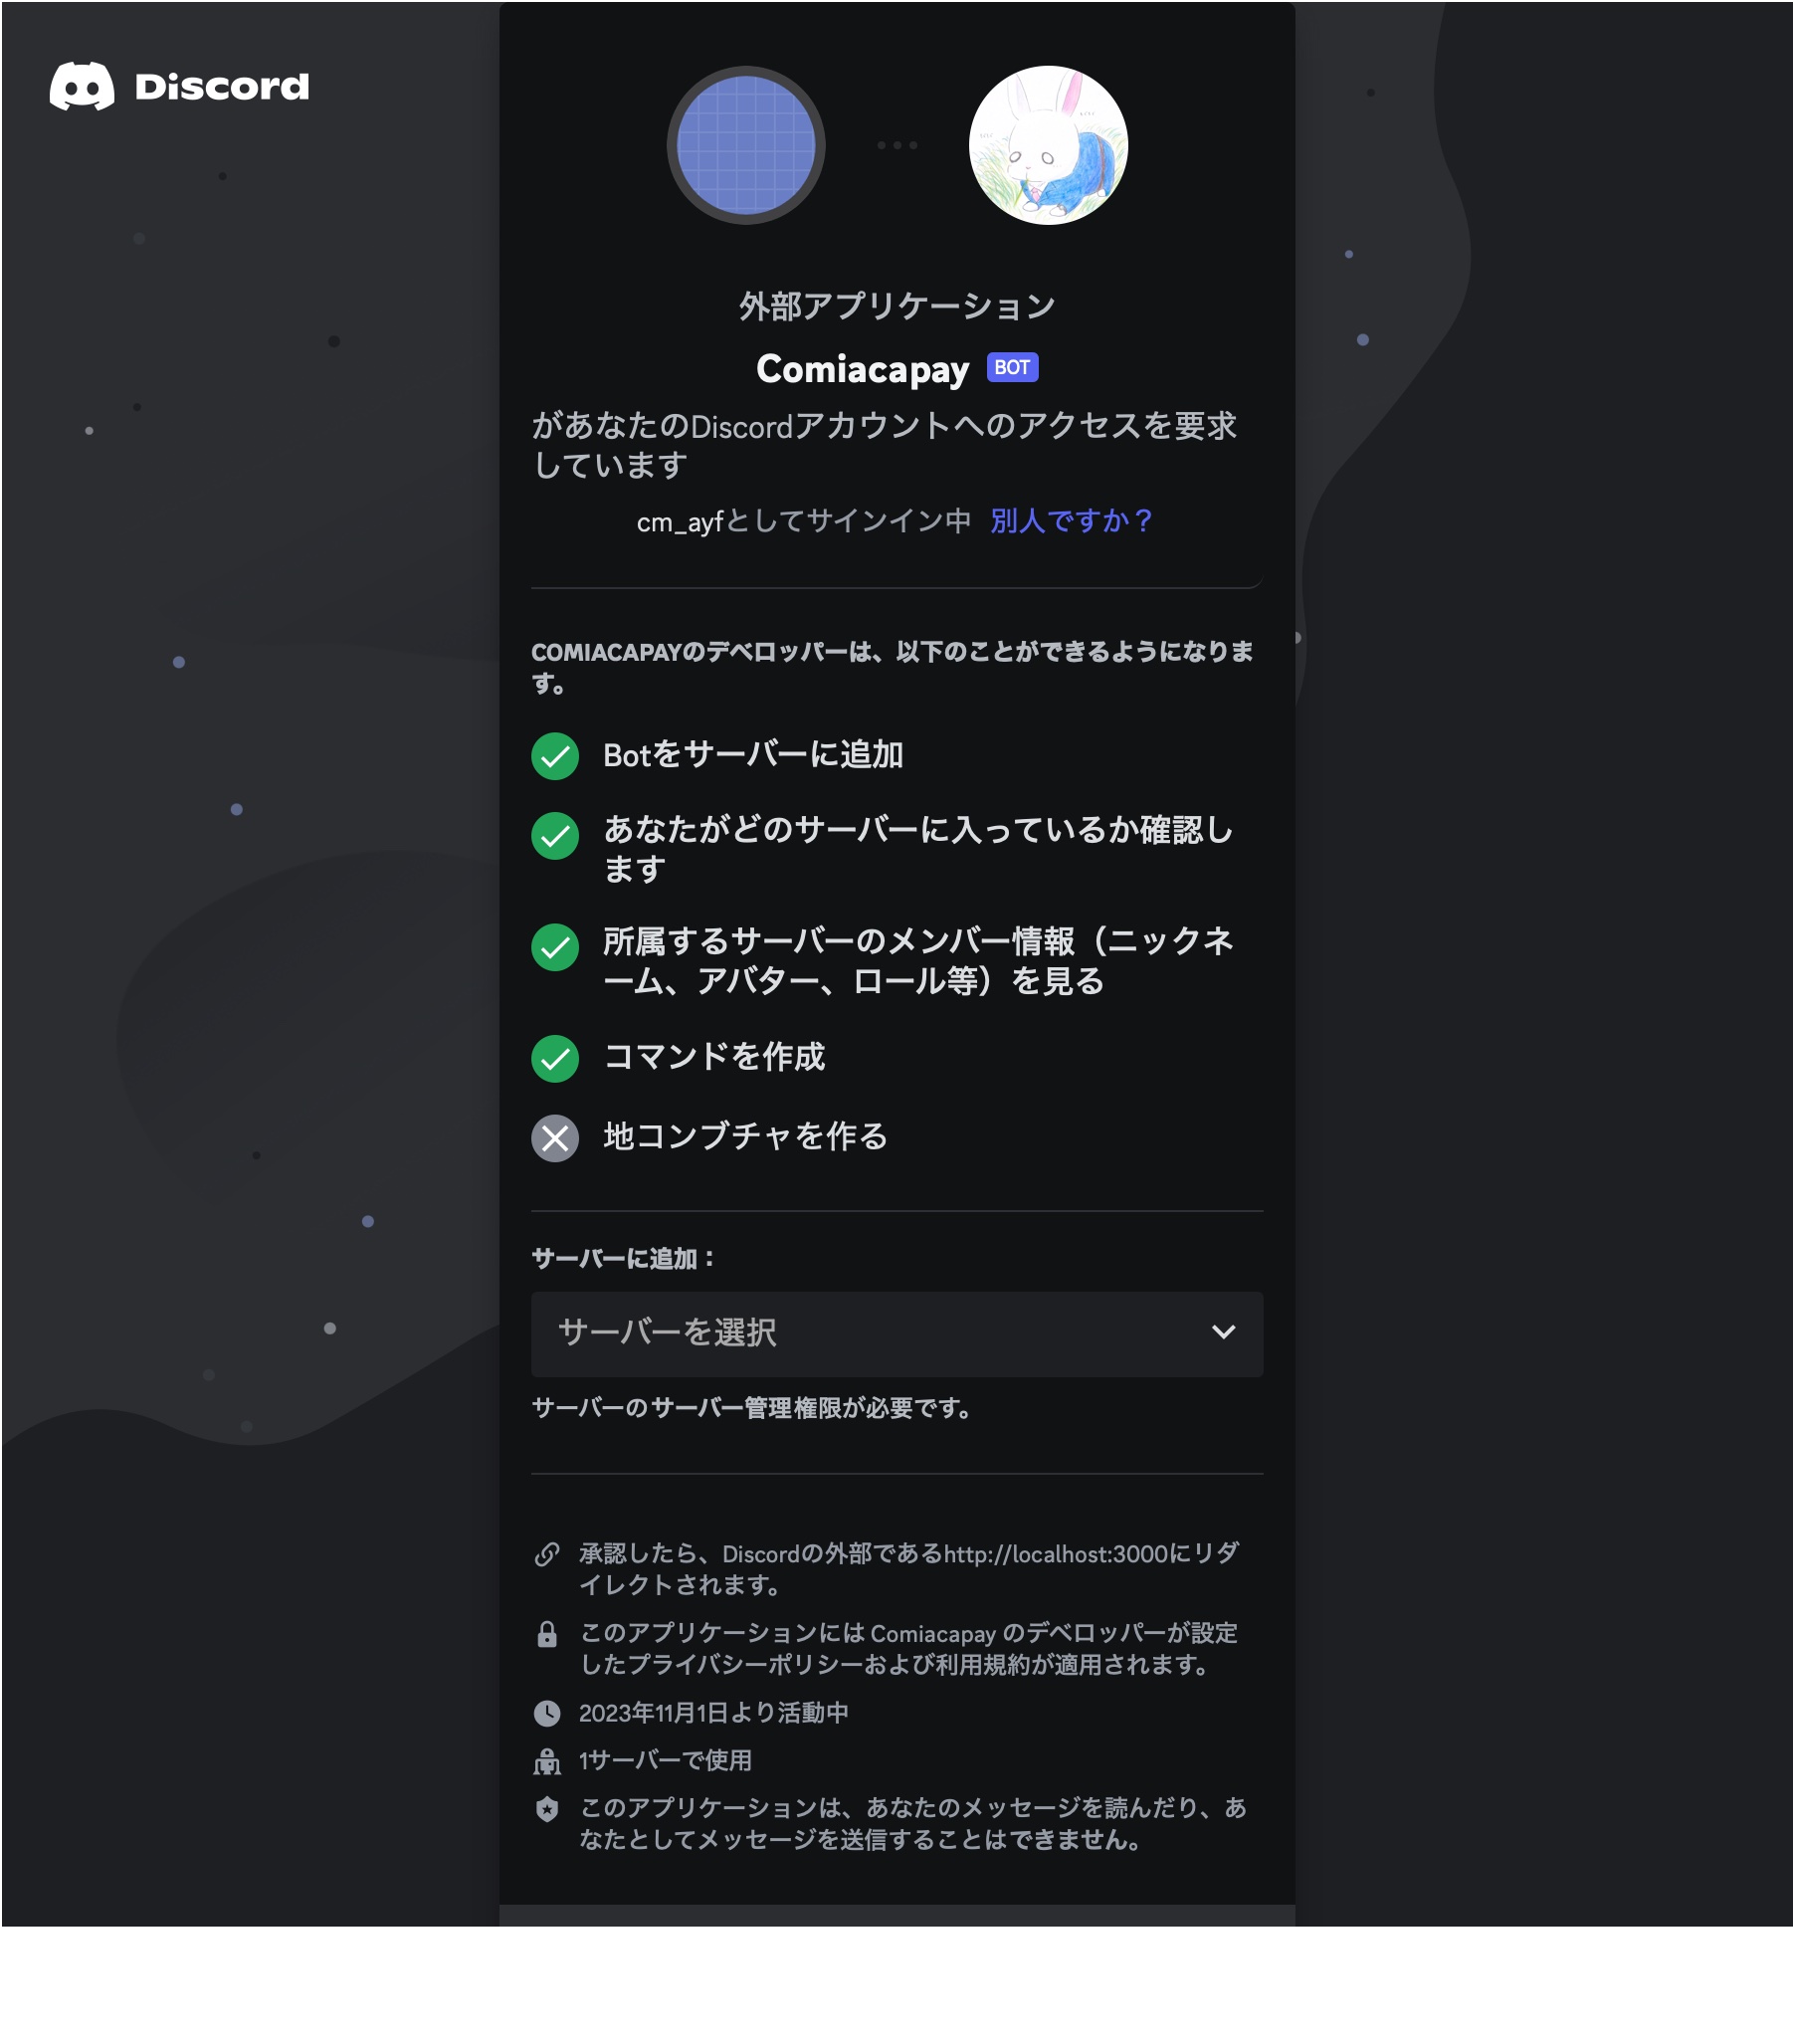 Discord
外部アプリケーション
Comiacapay BOT
があなたのDiscordアカウントへのアクセスを要求
しています
cm_ayfとしてサインイン中 別人ですか？
COMIACAPAYのデベロッパーは、以下のことができるようになりま
す。
Botをサーバーに追加
あなたがどのサーバーに入っているか確認し
ます
所属するサーバーのメンバー情報（ニックネ
ーム、アバター、ロール等）を見る
コマンドを作成
地コンブチャを作る
サーバーに追加：
サーバーを選択
サーバーのサーバー管理権限が必要です。
承認したら、Discordの外部であるhttp://localhost:3000にリダ
イレクトされます。
このアプリケーションには Comiacapay のデベロッパーが設定
したプライバシーポリシーおよび利用規約が適用されます。
2023年11月1日より活動中
1サーバーで使用
このアプリケーションは、あなたのメッセージを読んだり、あ
なたとしてメッセージを送信することはできません。